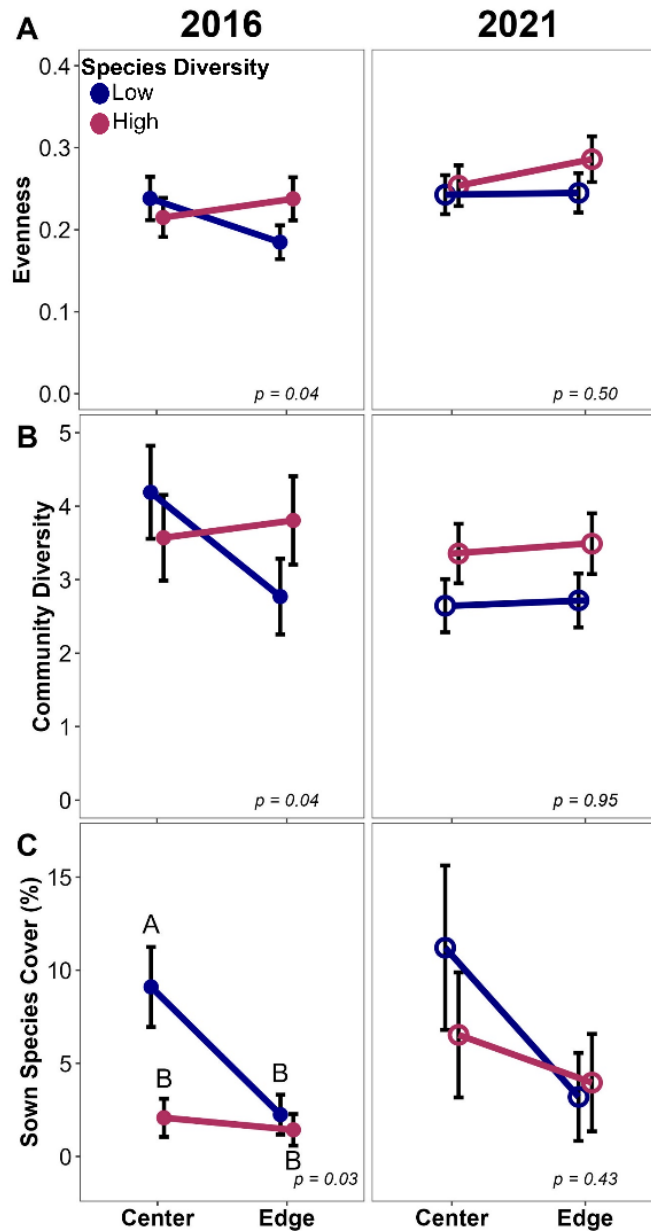 2016 2021
A
Species Diversity
Low
High
Evenness
0.4
0.3
0.2
0.1
0.0
p = 0.04
p = 0.50
B
Community Diversity
5
4
3
2
1
0
p = 0.04
p = 0.95
C
Sown Species Cover (%)
15
10
5
0
A
B
B
B
p = 0.03
p = 0.43
Center Edge Center Edge